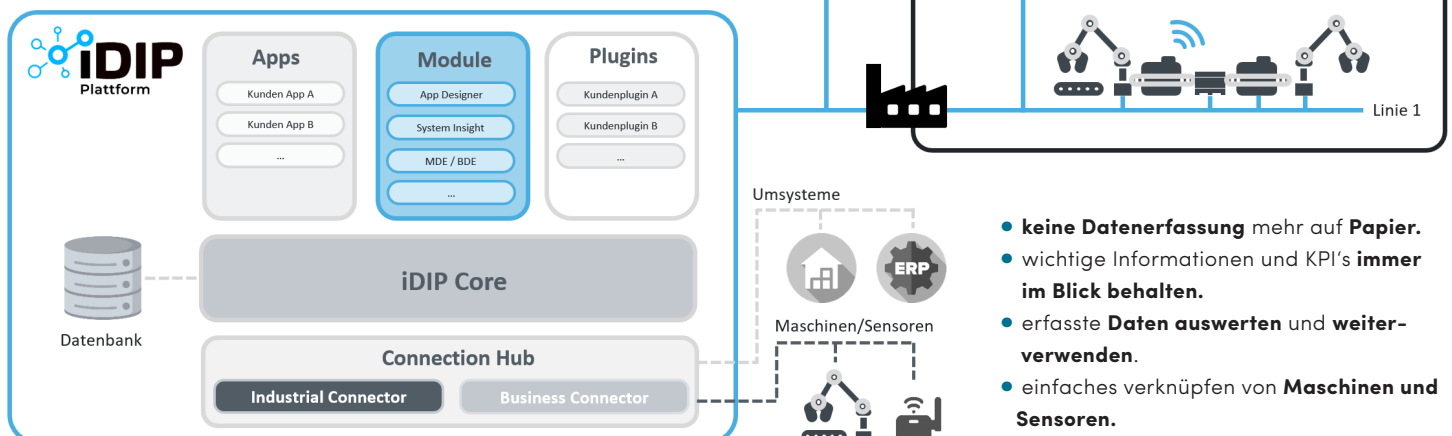 iDIP
Plattform
Apps
Kunden App A
Kunden App B
...
Module
App Designer
System Insight
MDE / BDE
...
Plugins
Kundenplugin A
Kundenplugin B
...
Linie 1
Datenbank
iDIP Core
Connection Hub
Industrial Connector
Business Connector
Umsysteme
ERP
Maschinen/Sensoren
• keine Datenerfassung mehr auf Papier.
• wichtige Informationen und KPI's immer
im Blick behalten.
• erfasste Daten auswerten und weiter-
verwenden.
• einfaches verknüpfen von Maschinen und
Sensoren.